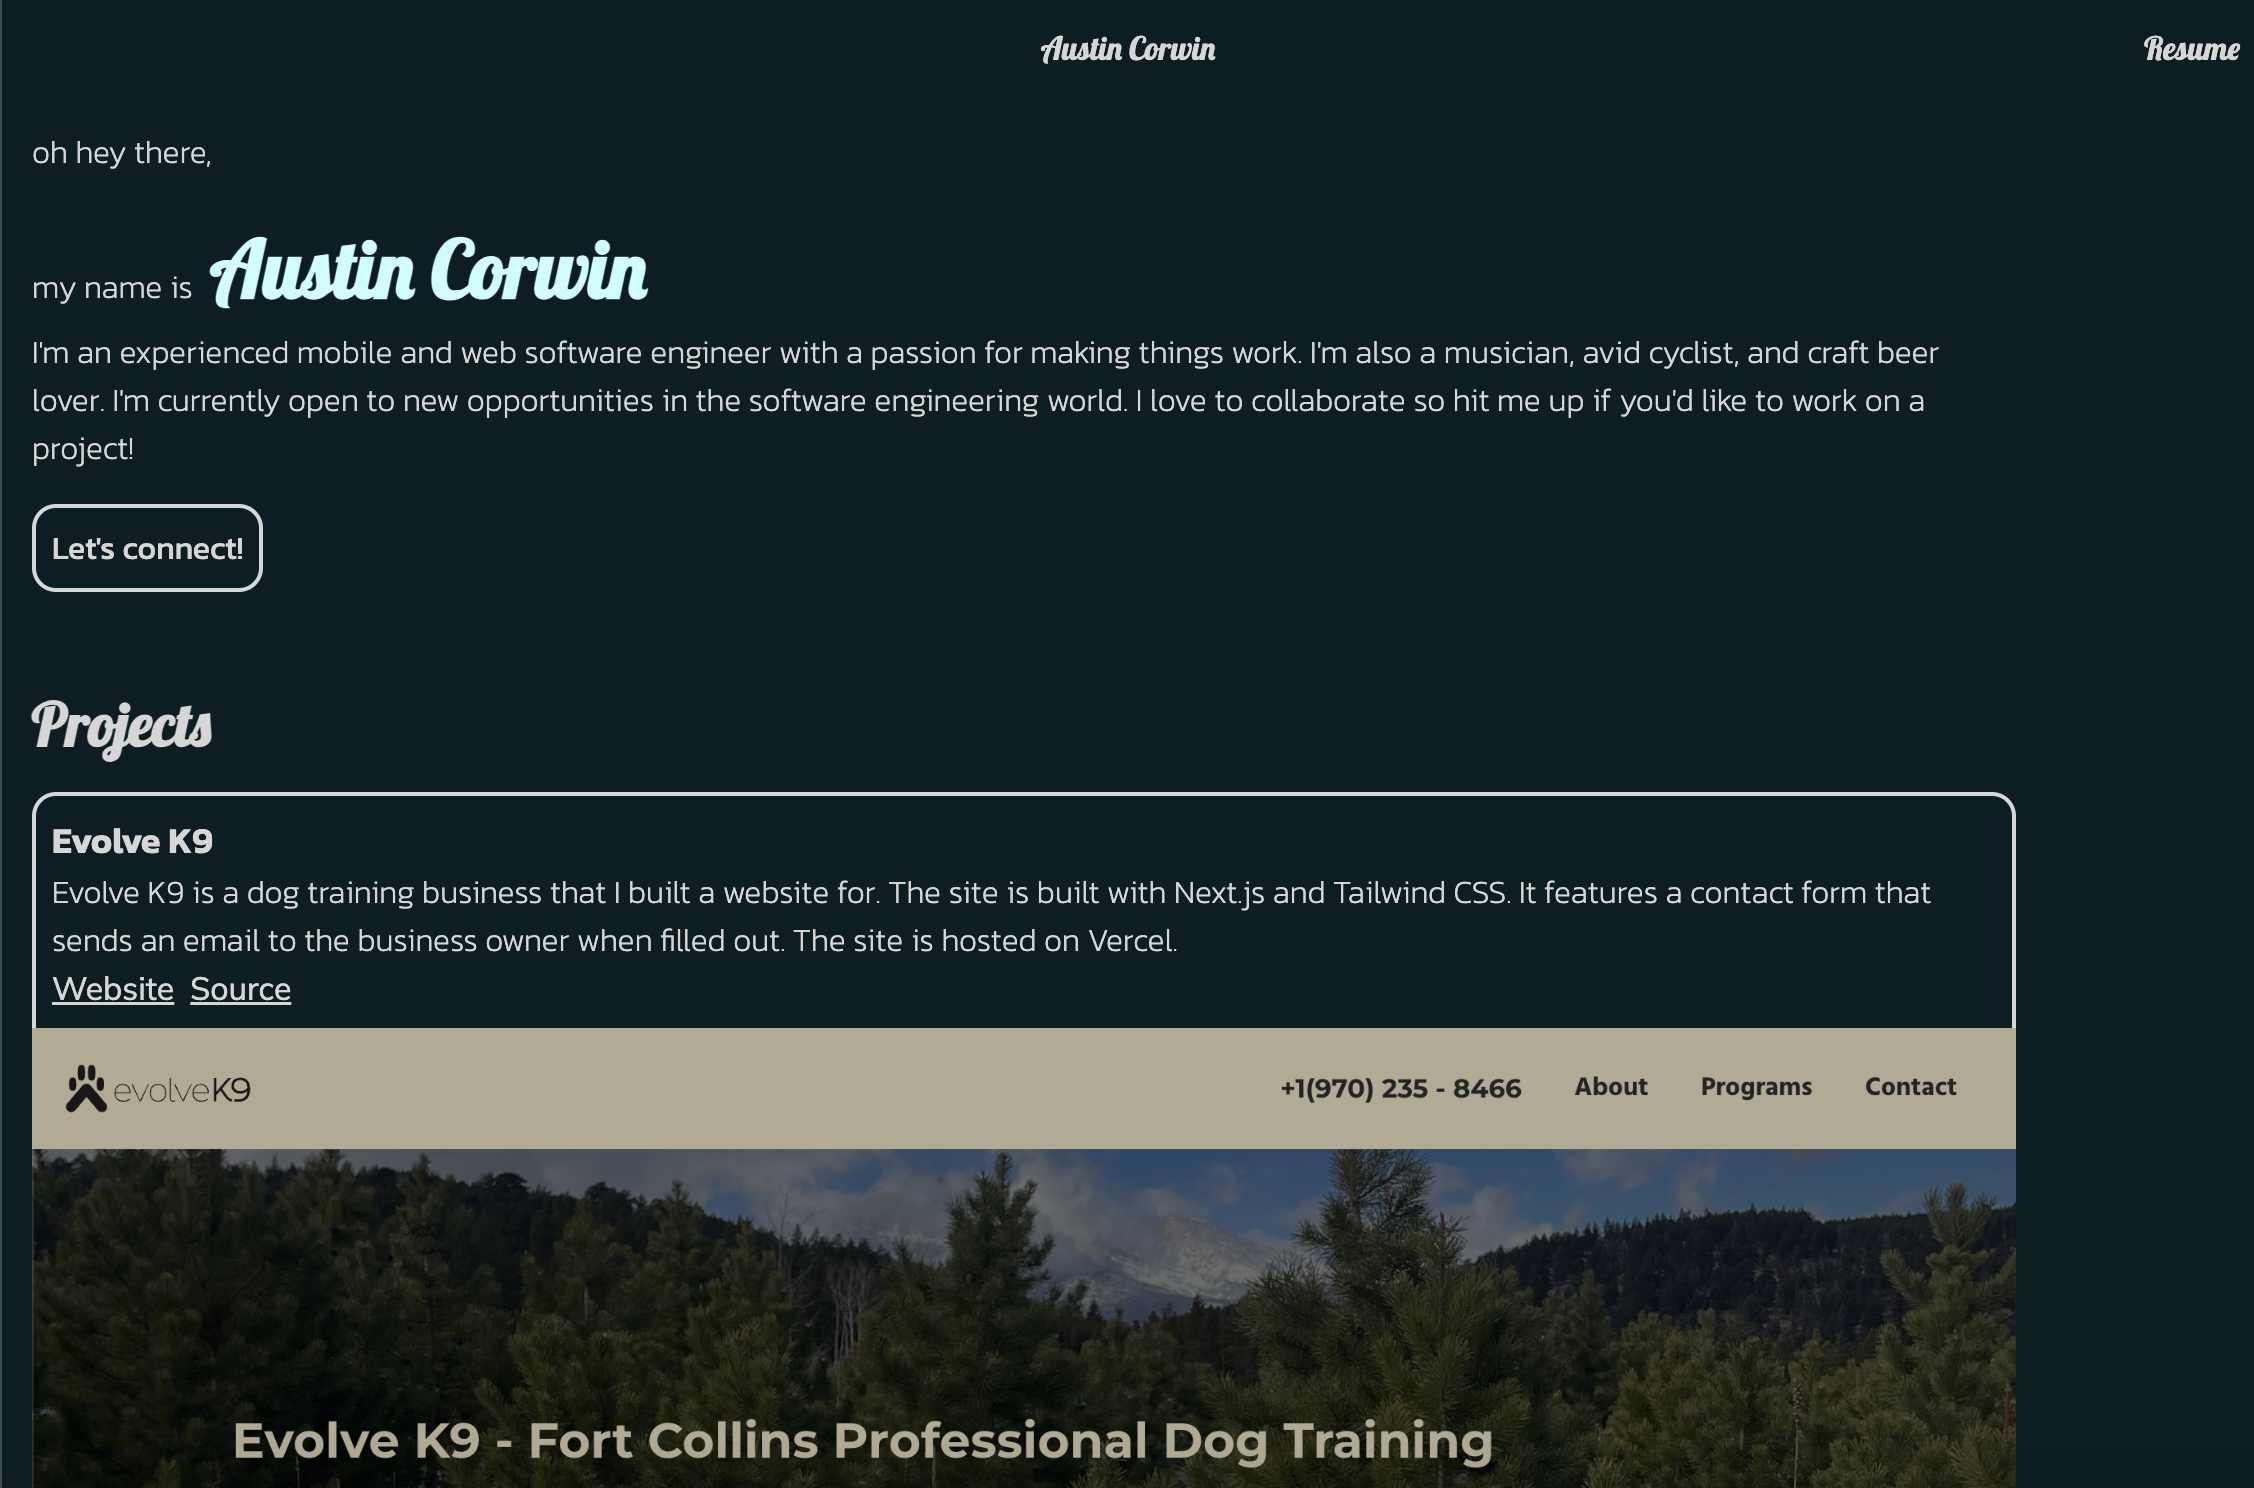 Austin Corwin Resume
oh hey there,
my name is Austin Corwin
I'm an experienced mobile and web software engineer with a passion for making things work. I'm also a musician, avid cyclist, and craft beer
lover. I'm currently open to new opportunities in the software engineering world. I love to collaborate so hit me up if you'd like to work on a
project!
Let's connect!
Projects
Evolve K9
Evolve K9 is a dog training business that I built a website for. The site is built with Next.js and Tailwind CSS. It features a contact form that
sends an email to the business owner when filled out. The site is hosted on Vercel.
Website Source
evolveK9 +1(970) 235 - 8466 About Programs Contact
Evolve K9 - Fort Collins Professional Dog Training